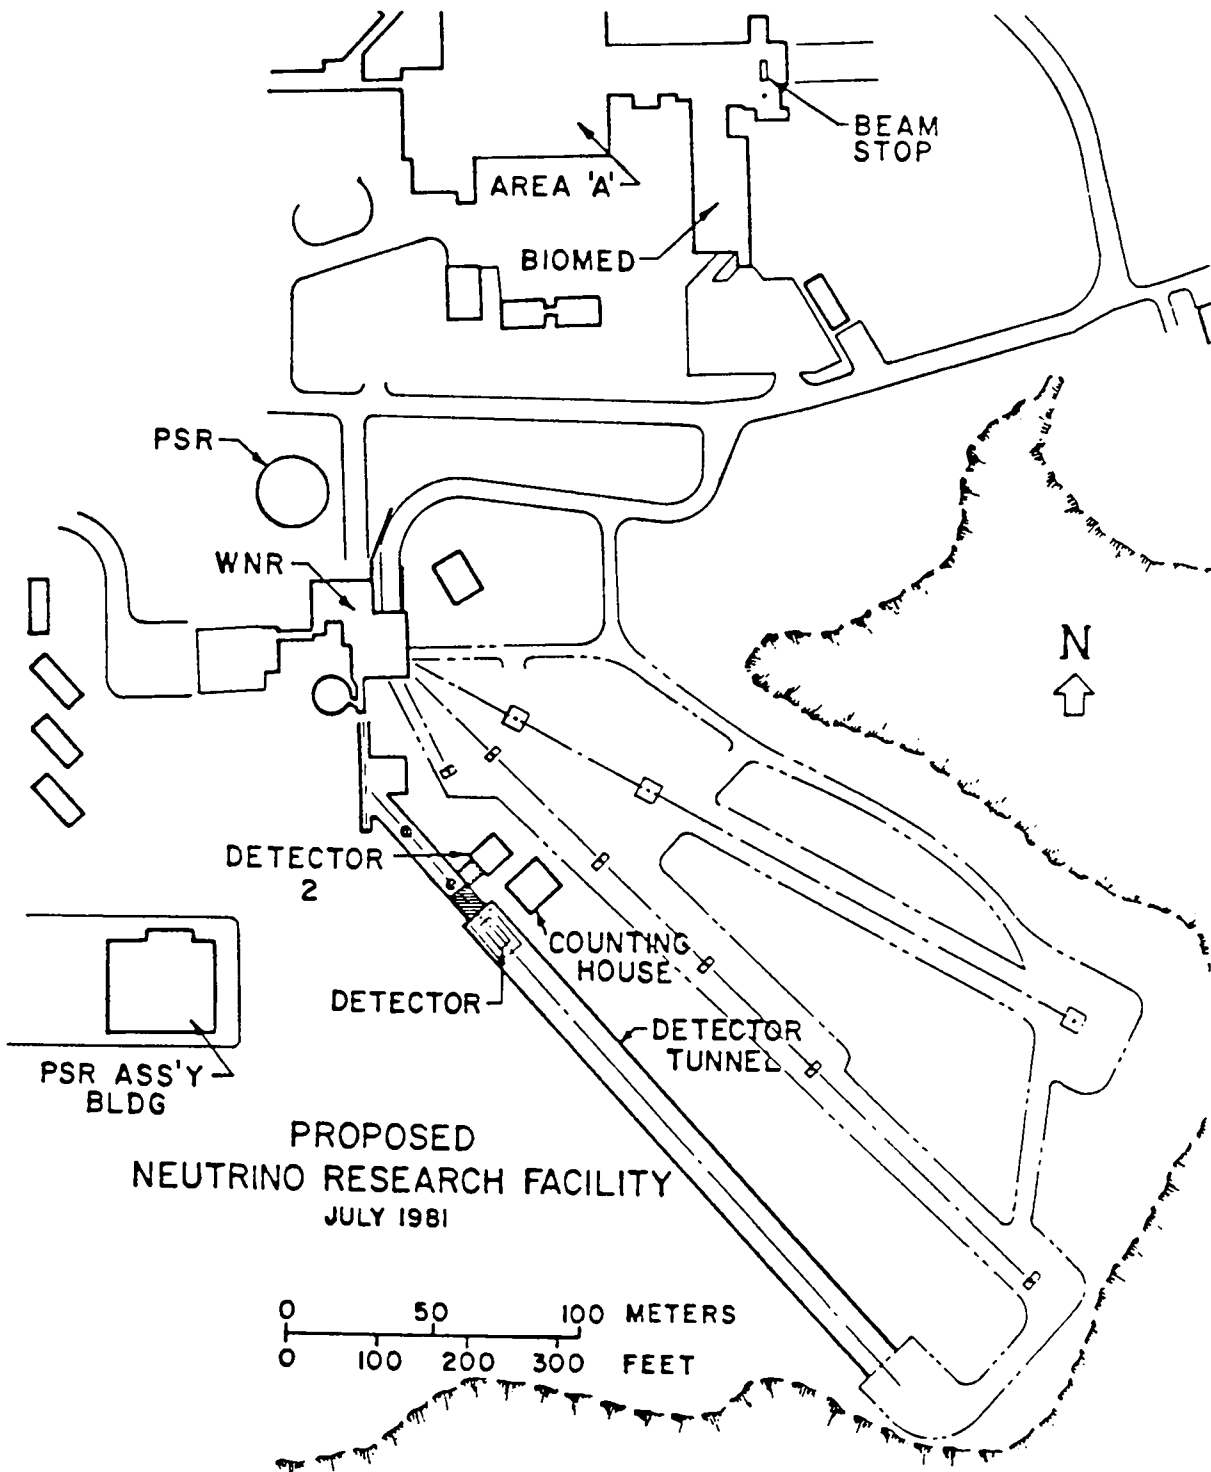 BEAM
STOP
AREA 'A'
BIOMED
PSR
WNR
N
DETECTOR
2
COUNTING
HOUSE
DETECTOR
DETECTOR
TUNNEL
PSR ASS'Y
BLDG
PROPOSED
NEUTRINO RESEARCH FACILITY
JULY 1981
0 50 100 METERS
0 100 200 300 FEET